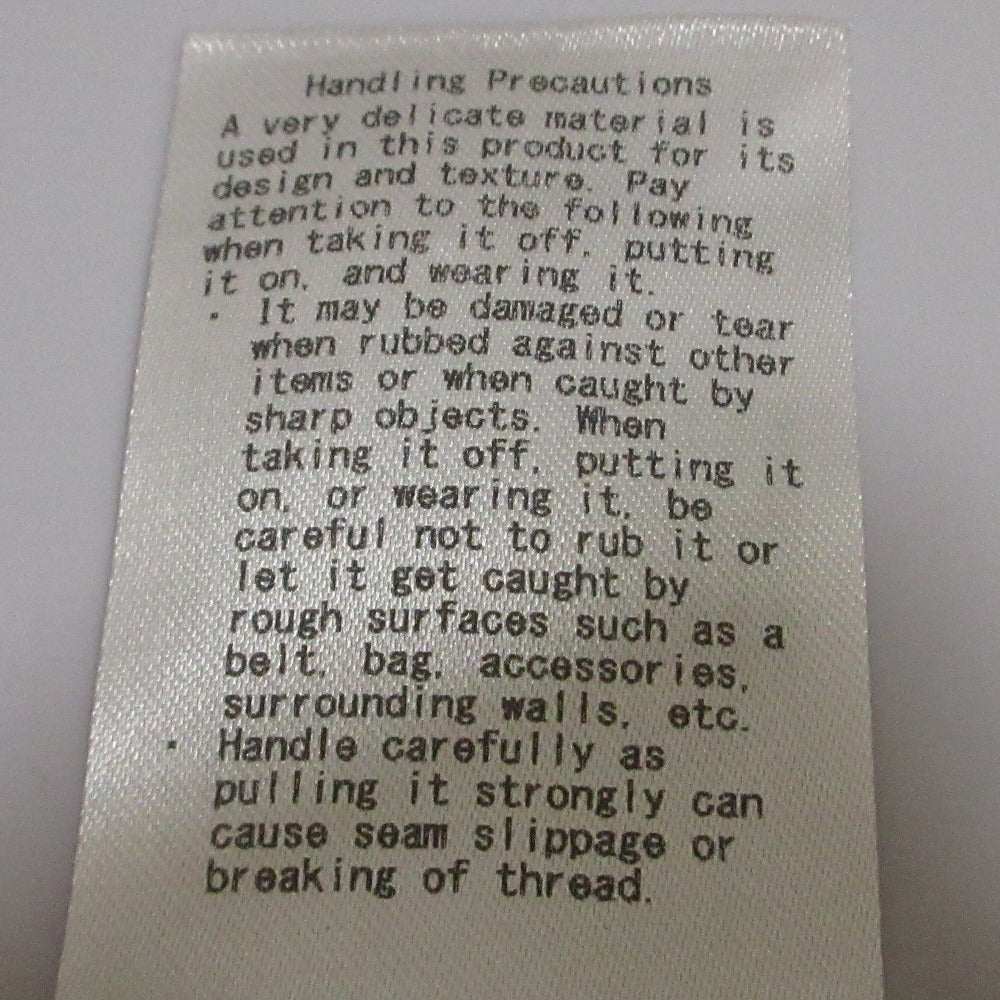 Handling Precautions
A very delicate material is
used in this product for its
design and texture. Pay
attention to the following
when taking it off, putting
it on, and wearing it.
・ It may be damaged or tear
when rubbed against other
items or when caught by
sharp objects. When
taking it off, putting it
on, or wearing it, be
careful not to rub it or
let it get caught by
rough surfaces such as a
belt, bag, accessories,
surrounding walls, etc.
・ Handle carefully as
pulling it strongly can
cause seam slippage or
breaking of thread.